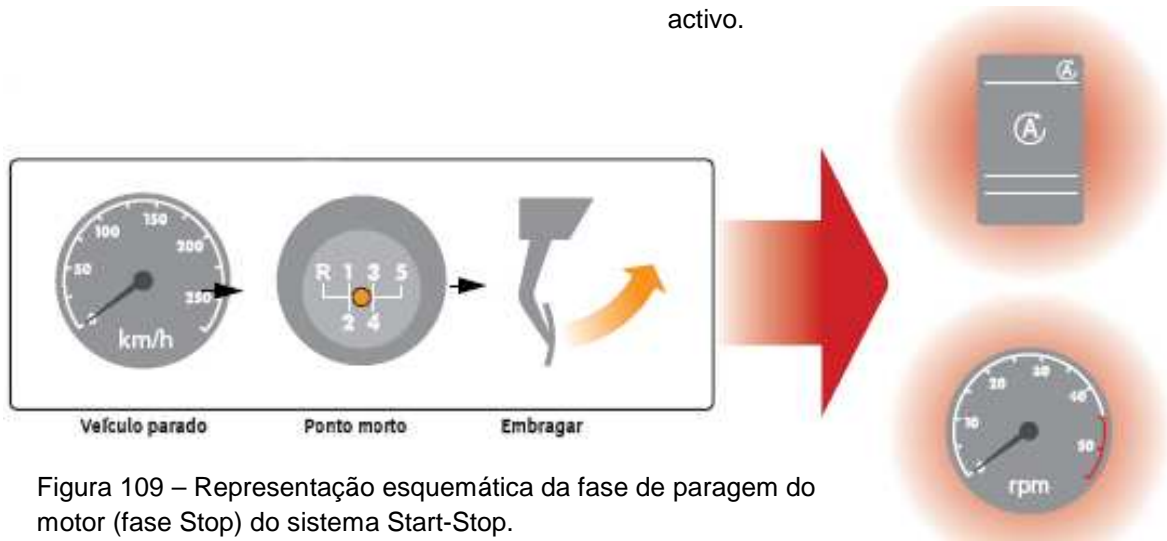 activo.
A
A
50
100
150
200
250
0
km/h
R 1 3 5
2 4
Veículo parado
Ponto morto
Embragar
0
10
20
30
40
50
rpm
Figura 109 – Representação esquemática da fase de paragem do
motor (fase Stop) do sistema Start-Stop.